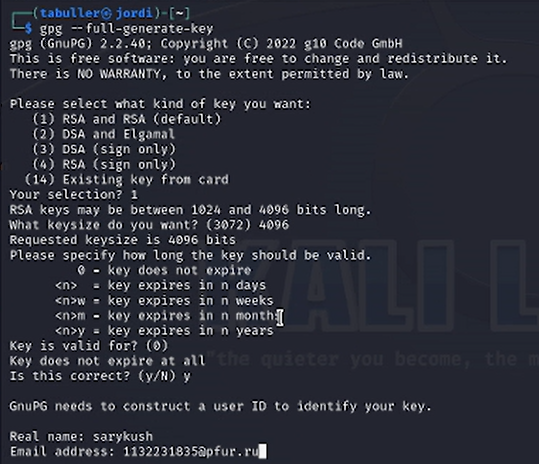 ┌──(tabuller㉿jordi)-[~]
└─$ gpg --full-generate-key
gpg (GnuPG) 2.2.40; Copyright (C) 2022 g10 Code GmbH
This is free software: you are free to change and redistribute it.
There is NO WARRANTY, to the extent permitted by law.

Please select what kind of key you want:
   (1) RSA and RSA (default)
   (2) DSA and Elgamal
   (3) DSA (sign only)
   (4) RSA (sign only)
  (14) Existing key from card
Your selection? 1
RSA keys may be between 1024 and 4096 bits long.
What keysize do you want? (3072) 4096
Requested keysize is 4096 bits
Please specify how long the key should be valid.
         0 = key does not expire
      <n>  = key expires in n days
      <n>w = key expires in n weeks
      <n>m = key expires in n months
      <n>y = key expires in n years
Key is valid for? (0)
Key does not expire at all
Is this correct? (y/N) y

GnuPG needs to construct a user ID to identify your key.

Real name: sarykush
Email address: 1132231835@pfur.ru
KALI L
"the quieter you become, the m